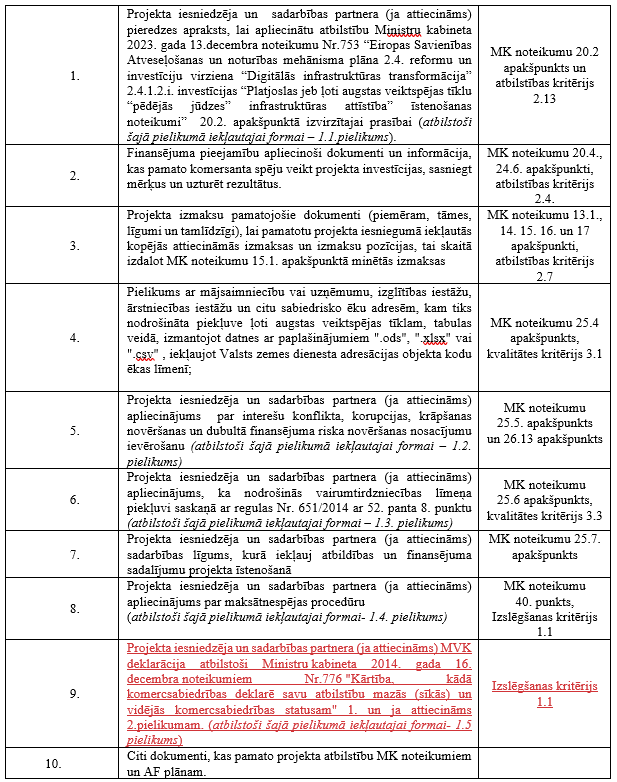 1.
Projekta iesniedzēja un sadarbības partnera (ja attiecināms)
pieredzes apraksts, lai apliecinātu atbilstību Ministru kabineta
2023. gada 13.decembra noteikumu Nr.753 “Eiropas Savienības
Atveseļošanas un noturības mehānisma plāna 2.4. reformu un
investīciju virziena “Digitālās infrastruktūras transformācija”
2.4.1.2.i. investīcijas “Platjoslas jeb ļoti augstas veiktspējas tīklu
“pēdējās jūdzes” infrastruktūras attīstība” īstenošanas
noteikumi” 20.2. apakšpunktā izvirzītajai prasībai (atbilstoši
šajā pielikumā iekļautajai formai – 1.1.pielikums).
MK noteikumu 20.2
apakšpunkts un
atbilstības kritērijs
2.13
2.
Finansējuma pieejamību apliecinoši dokumenti un informācija,
kas pamato komersanta spēju veikt projekta investīcijas, sasniegt
mērķus un uzturēt rezultātus.
MK noteikumu 20.4.,
24.6. apakšpunkti,
atbilstības kritērijs
2.4.
3.
Projekta izmaksu pamatojošie dokumenti (piemēram, tāmes,
līgumi un tamlīdzīgi), lai pamatotu projekta iesniegumā iekļautās
kopējās attiecināmās izmaksas un izmaksu pozīcijas, tai skaitā
izdalot MK noteikumu 15.1. apakšpunktā minētās izmaksas
MK noteikumu 13.1.,
14. 15. 16. un 17
apakšpunkti,
atbilstības kritērijs
2.7
4.
Pielikums ar mājsaimniecību vai uzņēmumu, izglītības iestāžu,
ārstniecības iestāžu un citu sabiedrisko ēku adresēm, kam tiks
nodrošināta piekļuve ļoti augstas veiktspējas tīklam, tabulas
veidā, izmantojot datnes ar paplašinājumiem ".ods", ".xlsx" vai
".csv" , iekļaujot Valsts zemes dienesta adresācijas objekta kodu
ēkas līmenī;
MK noteikumu 25.4
apakšpunkts,
kvalitātes kritērijs 3.1
5.
Projekta iesniedzēja un sadarbības partnera (ja attiecināms)
apliecinājums par interešu konflikta, korupcijas, krāpšanas
novēršanas un dubultā finansējuma riska novēršanas nosacījumu
ievērošanu (atbilstoši šajā pielikumā iekļautajai formai – 1.2.
pielikums)
MK noteikumu
25.5. apakšpunkts
un 26.13 apakšpunkts
6.
Projekta iesniedzēja un sadarbības partnera (ja attiecināms)
apliecinājums, ka nodrošinās vairumtirdzniecības līmeņa
piekļuvi saskaņā ar regulas Nr. 651/2014 ar 52. panta 8. punktu
(atbilstoši šajā pielikumā iekļautajai formai – 1.3. pielikums)
MK noteikumu
25.6 apakšpunkts,
kvalitātes kritērijs 3.3
7.
Projekta iesniedzēja un sadarbības partnera (ja attiecināms)
sadarbības līgums, kurā iekļauj atbildības un finansējuma
sadalījumu projekta īstenošanā
MK noteikumu 25.7.
apakšpunkts
8.
Projekta iesniedzēja un sadarbības partnera (ja attiecināms)
apliecinājums par maksātnespējas procedūru
(atbilstoši šajā pielikumā iekļautajai formai- 1.4. pielikums)
MK noteikumu
40. punkts,
Izslēgšanas kritērijs
1.1
9.
Projekta iesniedzēja un sadarbības partnera (ja attiecināms) MVK
deklarācija atbilstoši Ministru kabineta 2014. gada 16.
decembra noteikumiem Nr.776 "Kārtība, kādā
komercsabiedrības deklarē savu atbilstību mazās (sīkās) un
vidējās komercsabiedrības statusam" 1. un ja attiecināms
2.pielikumam. (atbilstoši šajā pielikumā iekļautajai formai- 1.5
pielikums)
Izslēgšanas kritērijs
1.1
10.
Citi dokumenti, kas pamato projekta atbilstību MK noteikumiem
un AF plānam.